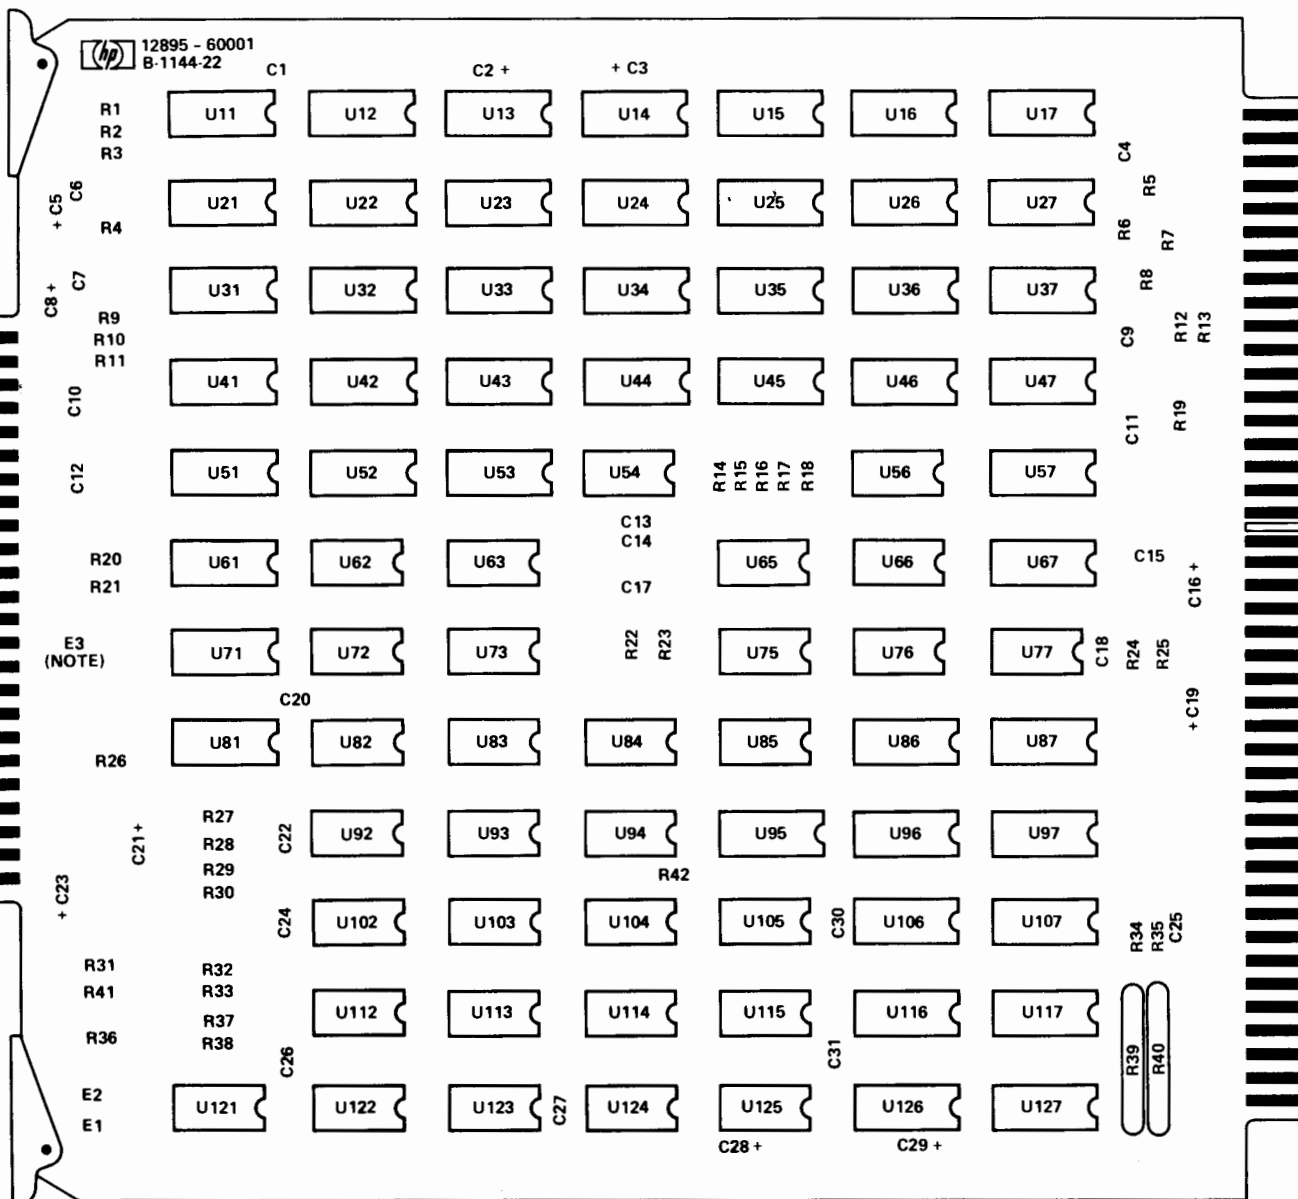 hp 12895 - 60001
B-1144-22
C1 C2 + + C3
R1 U11 U12 U13 U14 U15 U16 U17
R2
R3 C4
+ C5 C6 U21 U22 U23 U24 U25 U26 U27 R5
R4 R6 R7
C8 + C7 U31 U32 U33 U34 U35 U36 U37 R8
R9 C9 R12 R13
R10
R11
C10 U41 U42 U43 U44 U45 U46 U47
C11 R19
C12 U51 U52 U53 U54 R14 R15 R16 R17 R18 U56 U57
C13
C14
R20 U61 U62 U63 U65 U66 U67 C15
R21 C17 C16 +
E3
(NOTE)
U71 U72 U73 R22 R23 U75 U76 U77 C18 R24 R25
C20 + C19
U81 U82 U83 U84 U85 U86 U87
R26
R27
C21 + R28 C22 U92 U93 U94 U95 U96 U97
R29 R42
R30
+ C23
C24 U102 U103 U104 U105 C30 U106 U107 R34 R35 C25
R31 R32
R41 R33
U112 U113 U114 U115 U116 U117
R37
R36 R38
C26 C31 R39 R40
E2 U121 U122 U123 C27 U124 U125 U126 U127
E1
C28 + C29 +